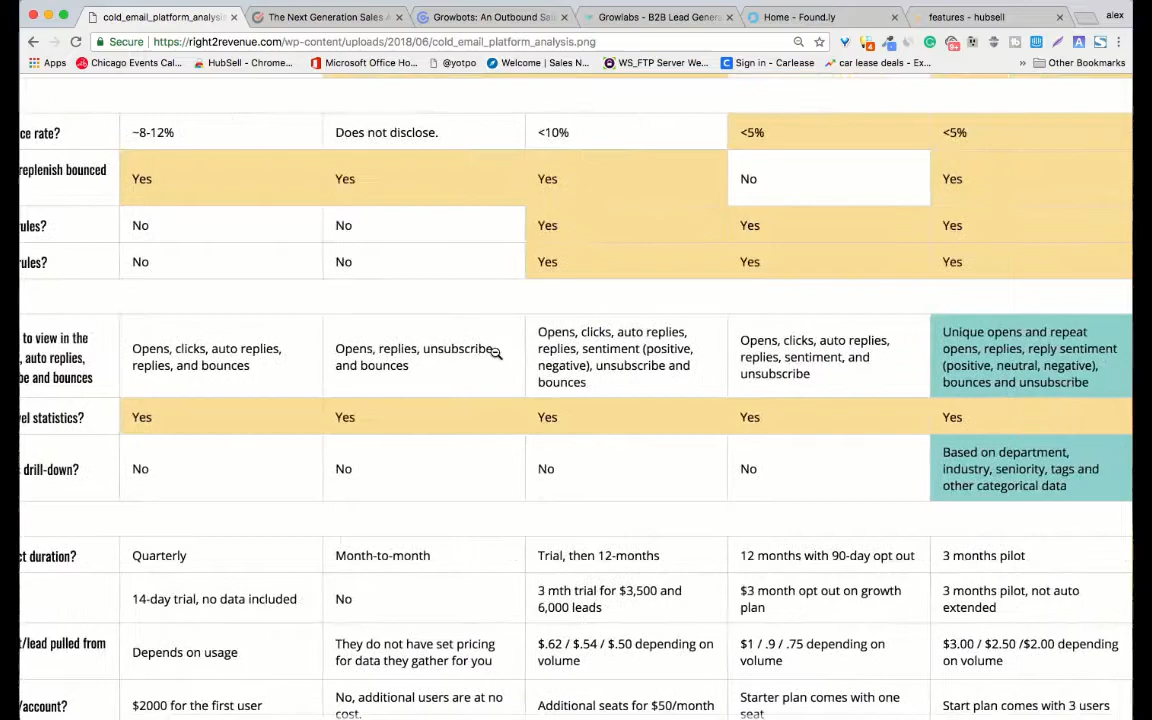 cold_email_platform_analysis
The Next Generation Sales A
Growbots: An Outbound Sal
Growlabs - B2B Lead Genera
Home - Found.ly
features - hubsell
alex
Secure
https://right2revenue.com/wp-content/uploads/2018/06/cold_email_platform_analysis.png
Apps
Chicago Events Cal...
HubSell - Chrome...
Microsoft Office Ho...
@yotpo
Welcome | Sales N...
WS_FTP Server We...
Sign in - Carlease
car lease deals - Ex...
»
Other Bookmarks
ce rate?
~8-12%
Does not disclose.
<10%
<5%
<5%
replenish bounced
Yes
Yes
Yes
No
Yes
ules?
No
No
Yes
Yes
Yes
ules?
No
No
Yes
Yes
Yes
to view in the
, auto replies,
be and bounces
Opens, clicks, auto replies,
replies, and bounces
Opens, replies, unsubscribe
and bounces
Opens, clicks, auto replies,
replies, sentiment (positive,
negative), unsubscribe and
bounces
Opens, clicks, auto replies,
replies, sentiment, and
unsubscribe
Unique opens and repeat
opens, replies, reply sentiment
(positive, neutral, negative),
bounces and unsubscribe
vel statistics?
Yes
Yes
Yes
Yes
Yes
drill-down?
No
No
No
No
Based on department,
industry, seniority, tags and
other categorical data
ct duration?
Quarterly
Month-to-month
Trial, then 12-months
12 months with 90-day opt out
3 months pilot
14-day trial, no data included
No
3 mth trial for $3,500 and
6,000 leads
$3 month opt out on growth
plan
3 months pilot, not auto
extended
t/lead pulled from
Depends on usage
They do not have set pricing
for data they gather for you
$.62 / $.54 / $.50 depending on
volume
$1 / .9 / .75 depending on
volume
$3.00 / $2.50 /$2.00 depending
on volume
/account?
$2000 for the first user
No, additional users are at no
cost.
Additional seats for $50/month
Starter plan comes with one
seat
Start plan comes with 3 users